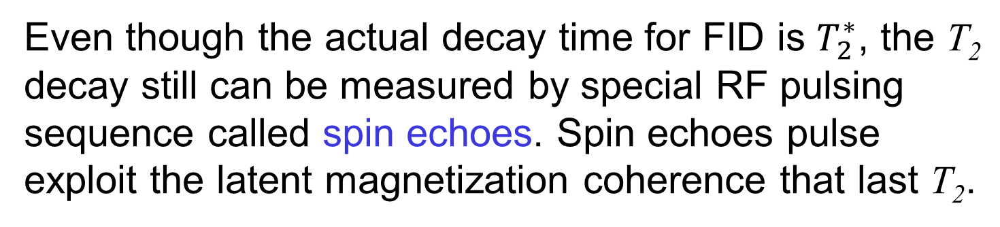 Even though the actual decay time for FID is $T_2^*$, the $T_2$
decay still can be measured by special RF pulsing
sequence called spin echoes. Spin echoes pulse
exploit the latent magnetization coherence that last $T_2$.